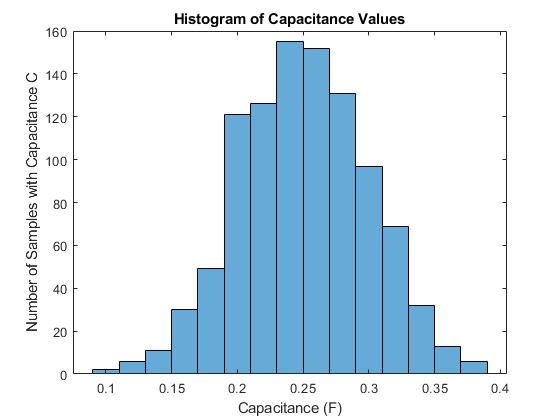 Histogram of Capacitance Values
Number of Samples with Capacitance C
160
140
120
100
80
60
40
20
0
0.1 0.15 0.2 0.25 0.3 0.35 0.4
Capacitance (F)